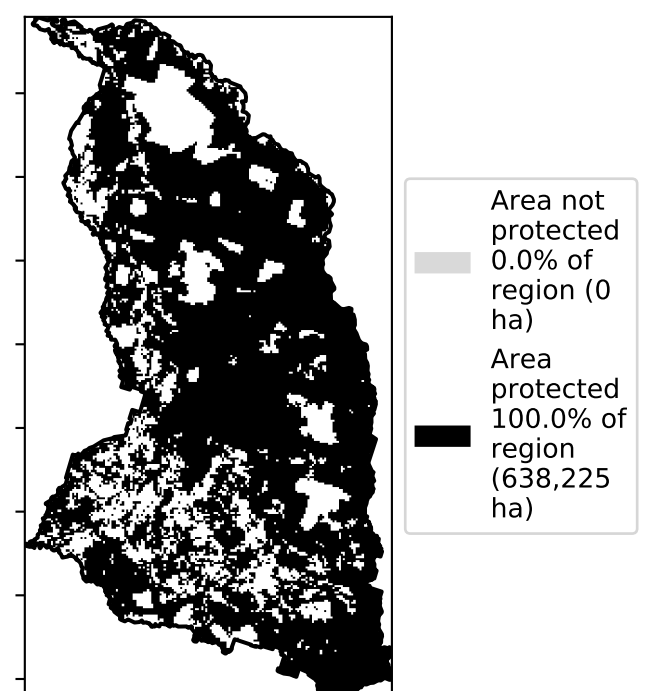 Area not
protected
0.0% of
region (0
ha)
Area
protected
100.0% of
region
(638,225
ha)